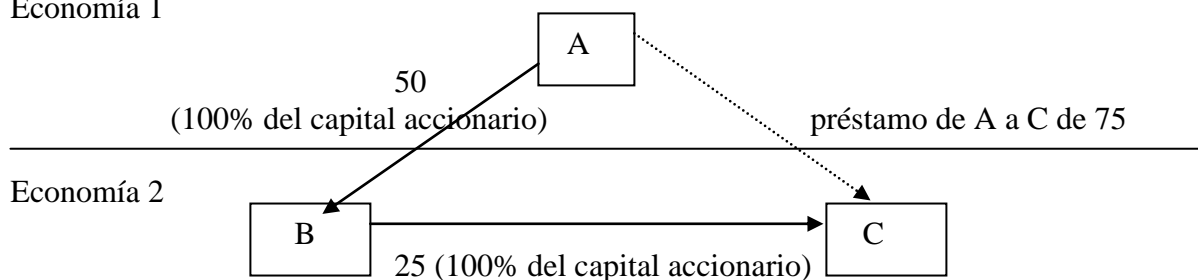 Economía 1
A
50
(100% del capital accionario)
préstamo de A a C de 75
Economía 2
B
C
25 (100% del capital accionario)